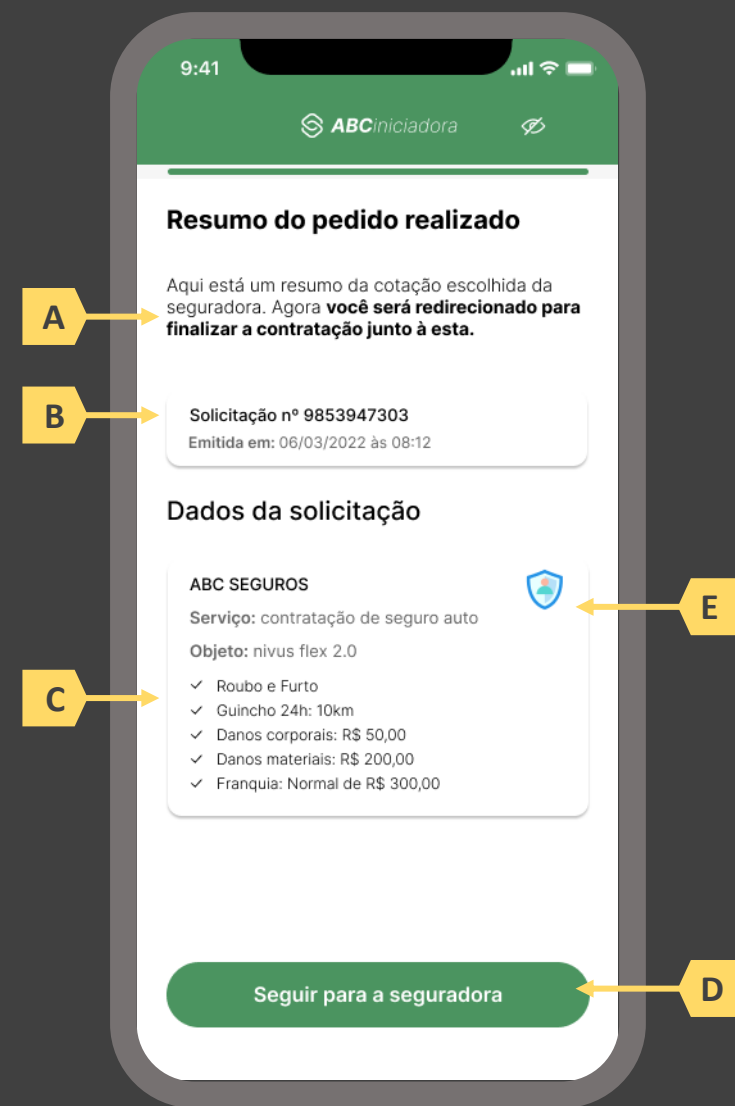 9:41
ABCiniciadora
Resumo do pedido realizado
Aqui está um resumo da cotação escolhida da
seguradora. Agora você será redirecionado para
finalizar a contratação junto à esta.
A
B
Solicitação nº 9853947303
Emitida em: 06/03/2022 às 08:12
Dados da solicitação
ABC SEGUROS
Serviço: contratação de seguro auto
E
Objeto: nivus flex 2.0
C
Roubo e Furto
Guincho 24h: 10km
Danos corporais: R$ 50,00
Danos materiais: R$ 200,00
Franquia: Normal de R$ 300,00
Seguir para a seguradora
D